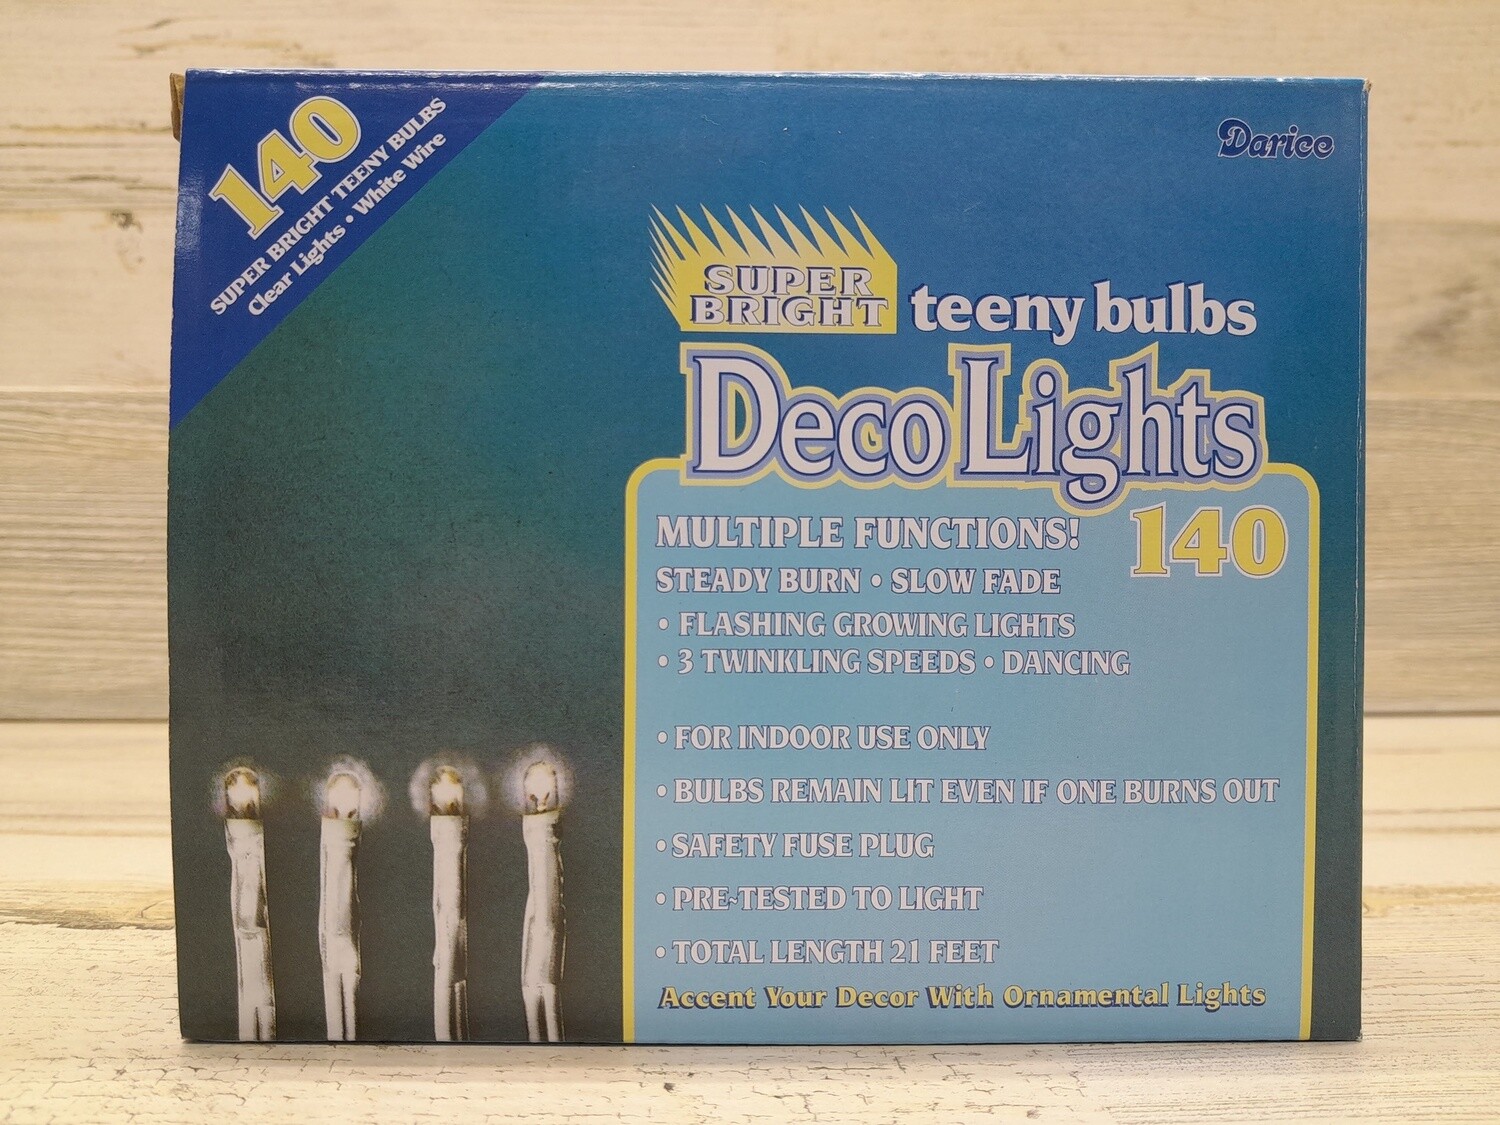 140
SUPER BRIGHT TEENY BULBS
Clear Lights • White Wire
Darice
SUPER
BRIGHT
teeny bulbs
Deco Lights
140
MULTIPLE FUNCTIONS!
STEADY BURN • SLOW FADE
• FLASHING GROWING LIGHTS
• 3 TWINKLING SPEEDS • DANCING
• FOR INDOOR USE ONLY
• BULBS REMAIN LIT EVEN IF ONE BURNS OUT
• SAFETY FUSE PLUG
• PRE~TESTED TO LIGHT
• TOTAL LENGTH 21 FEET
Accent Your Decor With Ornamental Lights